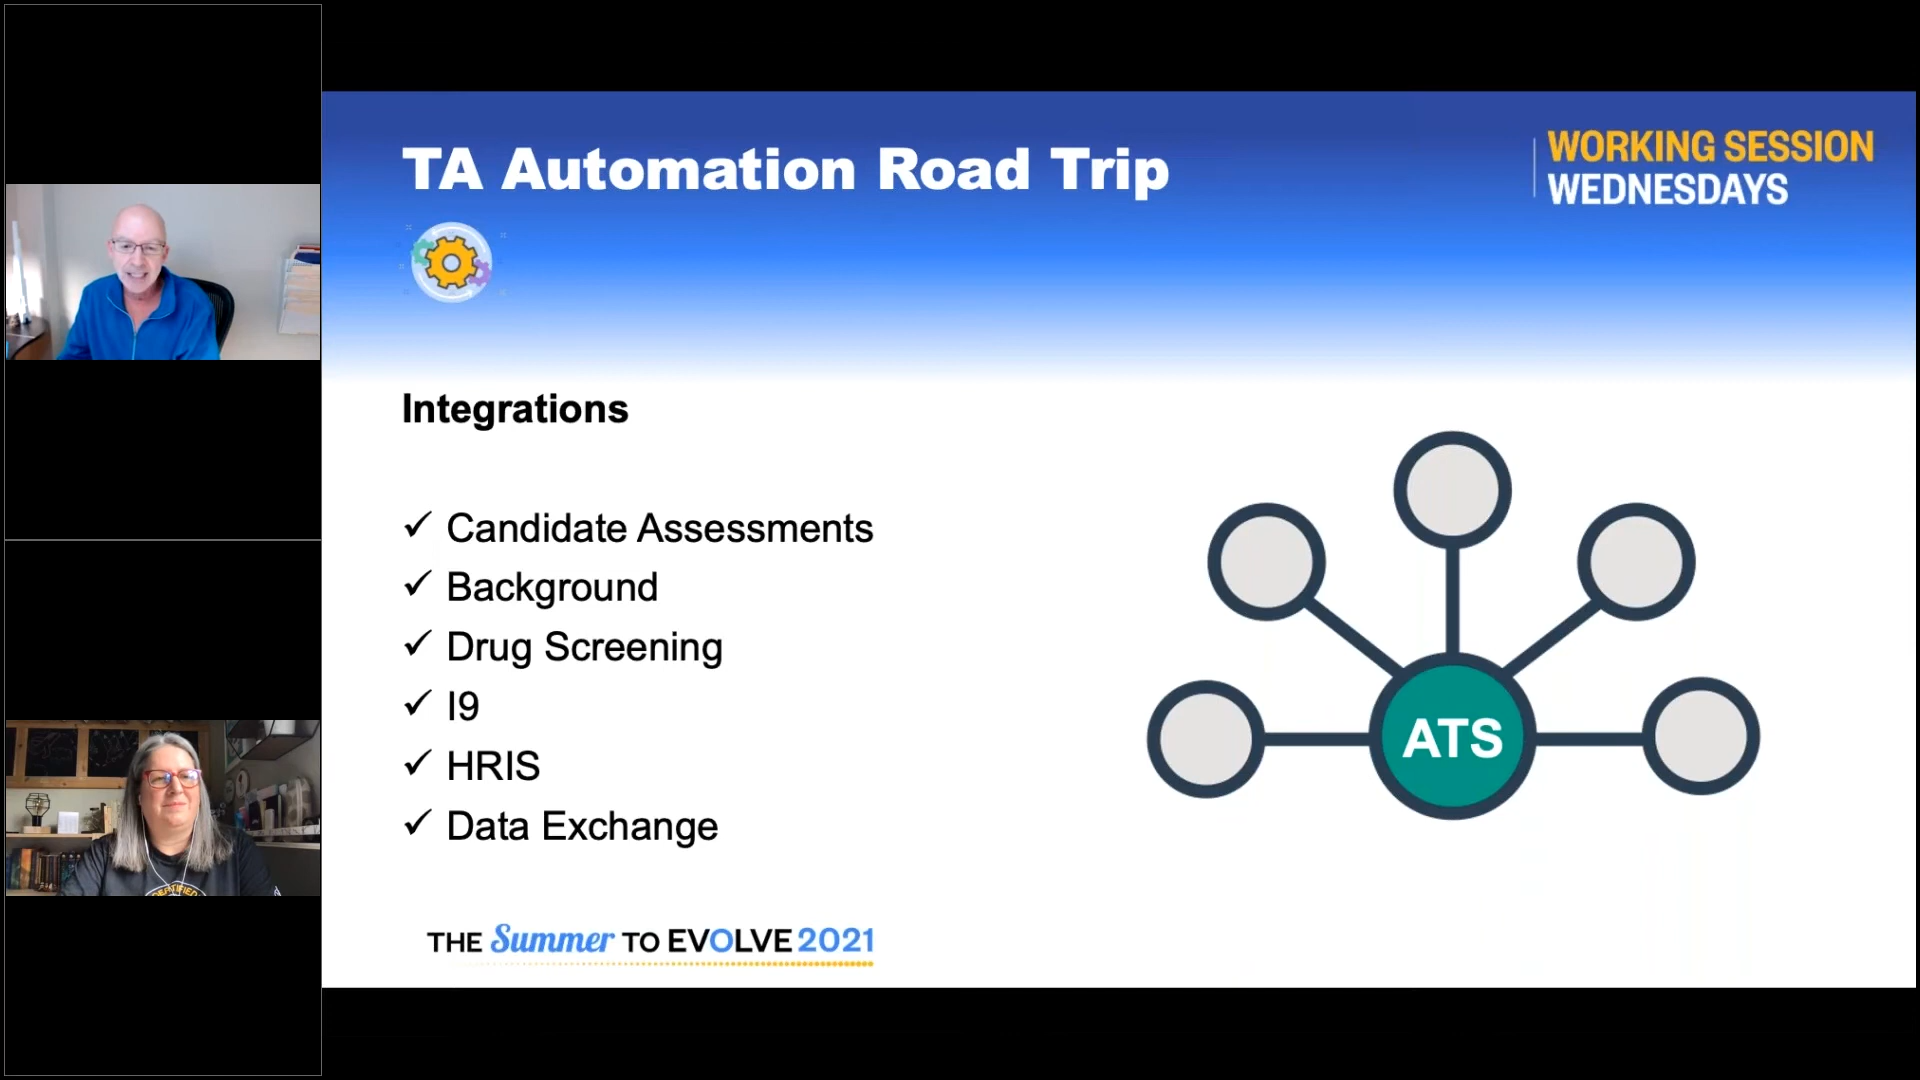 TA Automation Road Trip
WORKING SESSION
WEDNESDAYS
Integrations
✓ Candidate Assessments
✓ Background
✓ Drug Screening
✓ I9
✓ HRIS
✓ Data Exchange
ATS
THE Summer TO EVOLVE 2021